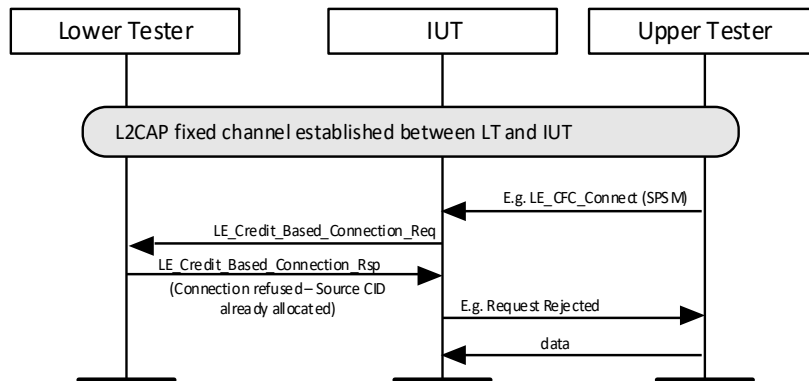 Lower Tester
IUT
Upper Tester
L2CAP fixed channel established between LT and IUT
E.g. LE_CFC_Connect (SPSM)
LE_Credit_Based_Connection_Req
LE_Credit_Based_Connection_Rsp
(Connection refused – Source CID
already allocated)
E.g. Request Rejected
data